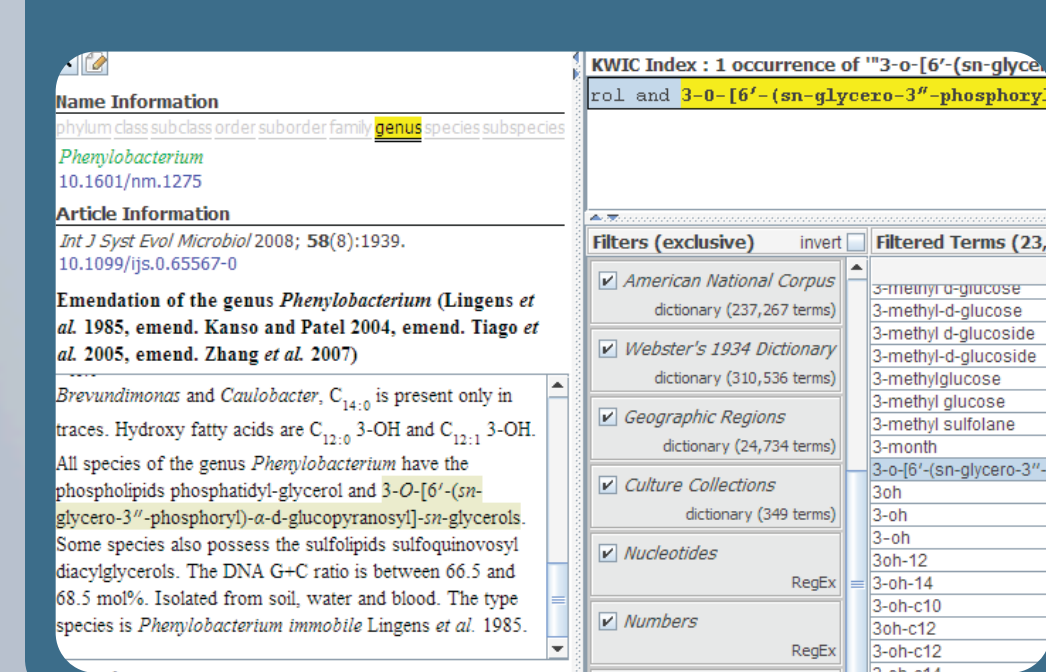 Name Information
phylum class subclass order suborder family genus species subspecies
Phenylobacterium
10.1601/nm.1275
Article Information
Int J Syst Evol Microbiol 2008; 58(8):1939.
10.1099/ijs.0.65567-0
Emendation of the genus Phenylobacterium (Lingens et
al. 1985, emend. Kanso and Patel 2004, emend. Tiago et
al. 2005, emend. Zhang et al. 2007)
Brevundimonas and Caulobacter, C14:0 is present only in
traces. Hydroxy fatty acids are C12:0 3-OH and C12:1 3-OH.
All species of the genus Phenylobacterium have the
phospholipids phosphatidyl-glycerol and 3-O-[6′-(sn-
glycero-3″-phosphoryl)-α-d-glucopyranosyl]-sn-glycerols.
Some species also possess the sulfolipids sulfoquinovosyl
diacylglycerols. The DNA G+C ratio is between 66.5 and
68.5 mol%. Isolated from soil, water and blood. The type
species is Phenylobacterium immobile Lingens et al. 1985.
KWIC Index : 1 occurrence of '"3-o-[6′-(sn-glyce
rol and 3-O-[6′-(sn-glycero-3″-phosphoryl
Filters (exclusive) invert
American National Corpus
dictionary (237,267 terms)
Webster's 1934 Dictionary
dictionary (310,536 terms)
Geographic Regions
dictionary (24,734 terms)
Culture Collections
dictionary (349 terms)
Nucleotides
RegEx
Numbers
RegEx
Filtered Terms (23,
3-methyl d-glucose
3-methyl-d-glucose
3-methyl d-glucoside
3-methyl-d-glucoside
3-methylglucose
3-methyl glucose
3-methyl sulfolane
3-month
3-o-[6′-(sn-glycero-3″-
3oh
3-oh
3-oh
3oh-12
3-oh-14
3-oh-c10
3oh-c12
3-oh-c12